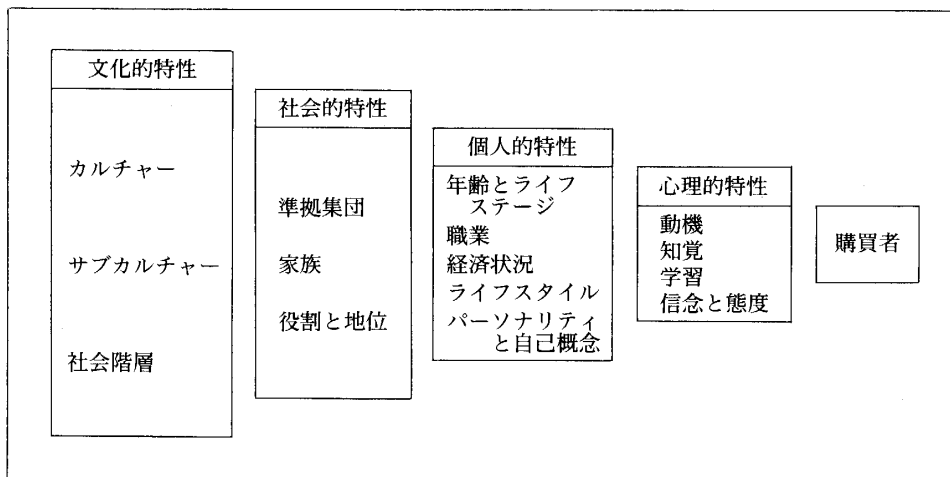 文化的特性
カルチャー
サブカルチャー
社会階層
社会的特性
準拠集団
家族
役割と地位
個人的特性
年齢とライフ
ステージ
職業
経済状況
ライフスタイル
パーソナリティ
と自己概念
心理的特性
動機
知覚
学習
信念と態度
購買者